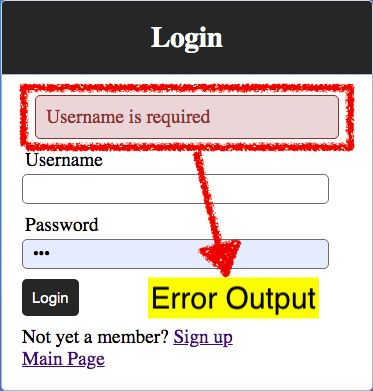 Login
Username is required
Username
Password
•••
Login
Error Output
Not yet a member? Sign up
Main Page